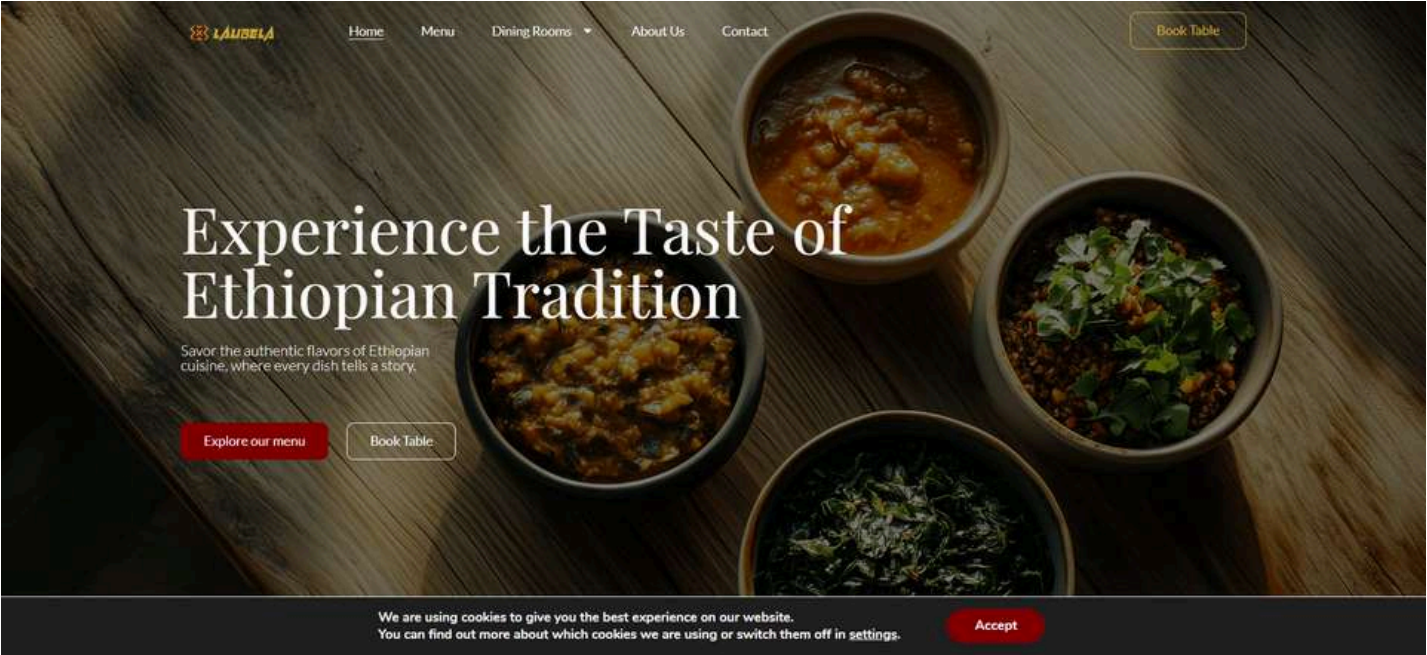 LALIBELA
Home
Menu
Dining Rooms
About Us
Contact
Book Table
Experience the Taste of
Ethiopian Tradition
Savor the authentic flavors of Ethiopian
cuisine, where every dish tells a story.
Explore our menu
Book Table
We are using cookies to give you the best experience on our website.
You can find out more about which cookies we are using or switch them off in settings.
Accept